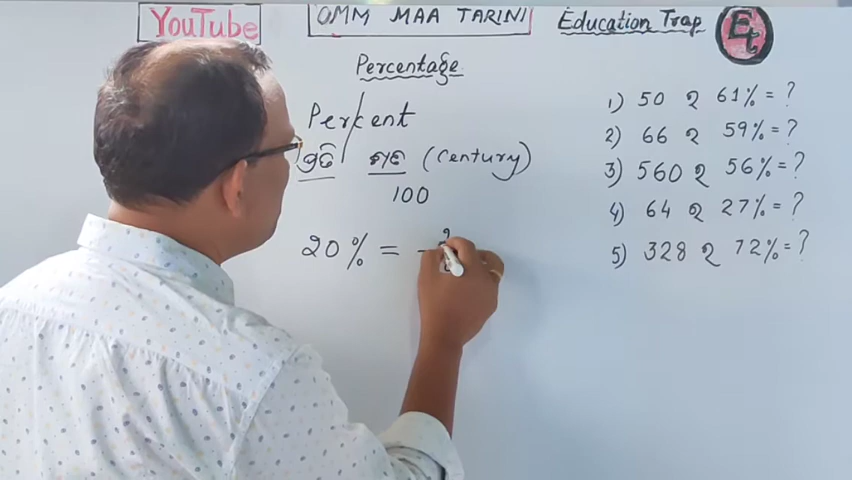 YouTube
OMM MAA TARINI
Education Trap
Et
Percentage
Per/cent
ପ୍ରତି ଶତ (Century)
100
20% =
1) 50 ର 61% = ?
2) 66 ର 59% = ?
3) 560 ର 56% = ?
4) 64 ର 27% = ?
5) 328 ର 72% = ?